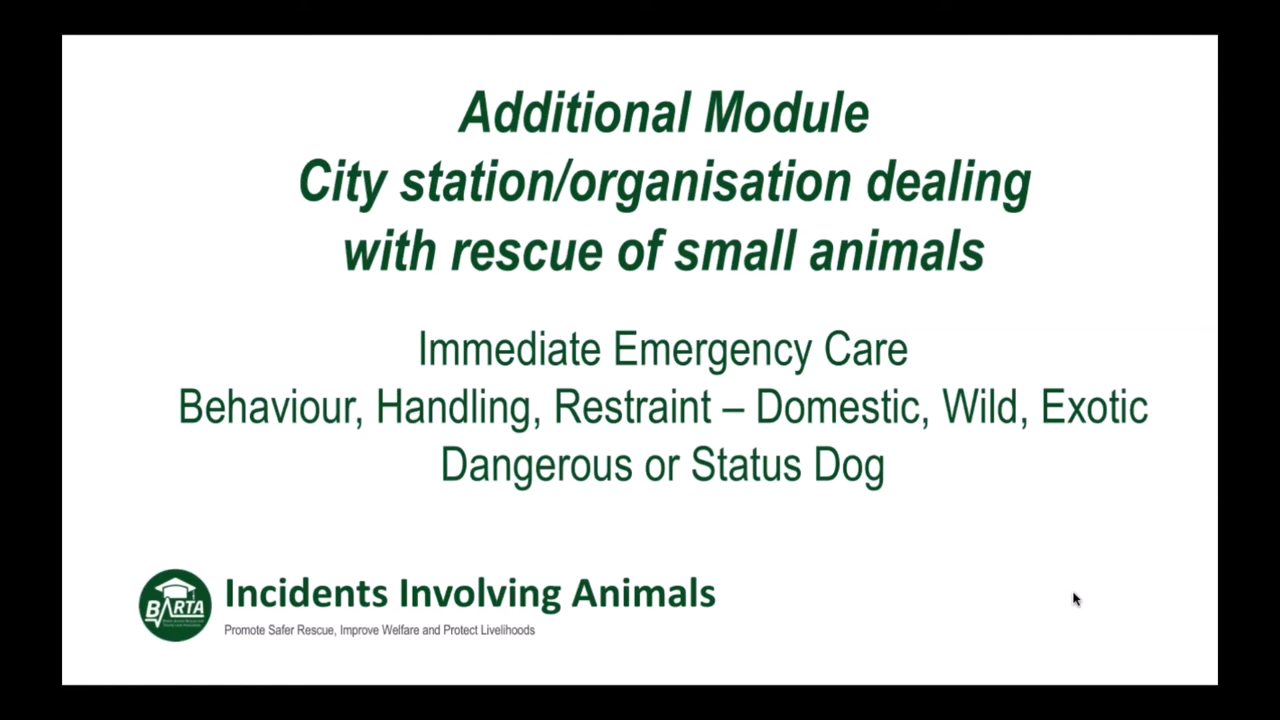 Additional Module
City station/organisation dealing
with rescue of small animals
Immediate Emergency Care
Behaviour, Handling, Restraint – Domestic, Wild, Exotic
Dangerous or Status Dog
BARTA
Incidents Involving Animals
Promote Safer Rescue, Improve Welfare and Protect Livelihoods